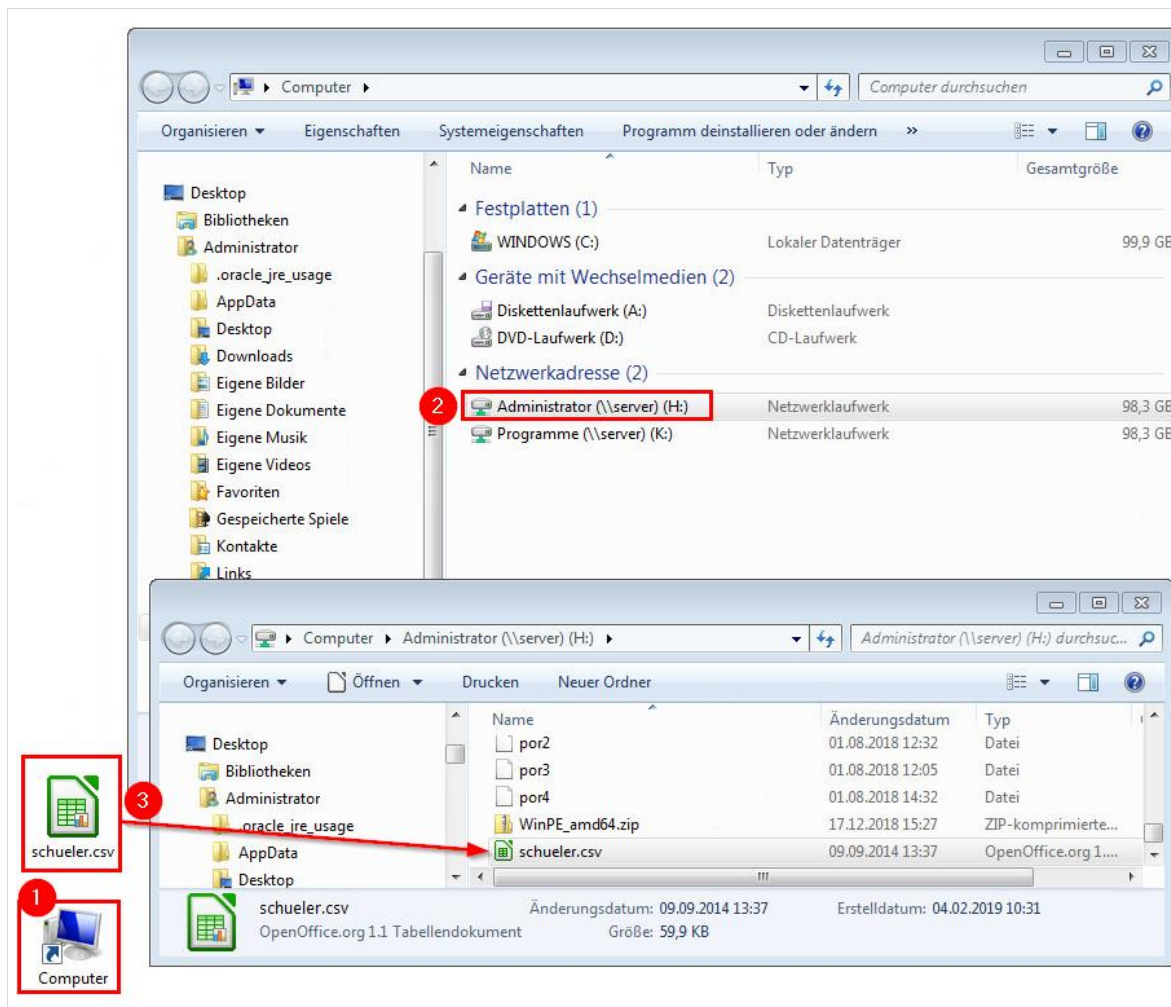 Computer
Computer durchsuchen
Organisieren Eigenschaften Systemeigenschaften Programm deinstallieren oder ändern »
Name Typ Gesamtgröße
Desktop
Bibliotheken
Administrator
.oracle_jre_usage
AppData
Desktop
Downloads
Eigene Bilder
Eigene Dokumente
Eigene Musik
Eigene Videos
Favoriten
Gespeicherte Spiele
Kontakte
Links
Festplatten (1)
WINDOWS (C:) Lokaler Datenträger 99,9 GB
Geräte mit Wechselmedien (2)
Diskettenlaufwerk (A:) Diskettenlaufwerk
DVD-Laufwerk (D:) CD-Laufwerk
Netzwerkadresse (2)
2 Administrator (\\server) (H:) Netzwerklaufwerk 98,3 GB
Programme (\\server) (K:) Netzwerklaufwerk 98,3 GB
Computer Administrator (\\server) (H:)
Administrator (\\server) (H:) durchsuc...
Organisieren Öffnen Drucken Neuer Ordner
Name Änderungsdatum Typ
Desktop
Bibliotheken
Administrator
.oracle_jre_usage
AppData
Desktop
por2 01.08.2018 12:32 Datei
por3 01.08.2018 12:05 Datei
por4 01.08.2018 14:32 Datei
WinPE_amd64.zip 17.12.2018 15:27 ZIP-komprimierte...
schueler.csv 09.09.2014 13:37 OpenOffice.org 1....
schueler.csv Änderungsdatum: 09.09.2014 13:37 Erstelldatum: 04.02.2019 10:31
OpenOffice.org 1.1 Tabellendokument Größe: 59,9 KB
3
schueler.csv
1
Computer